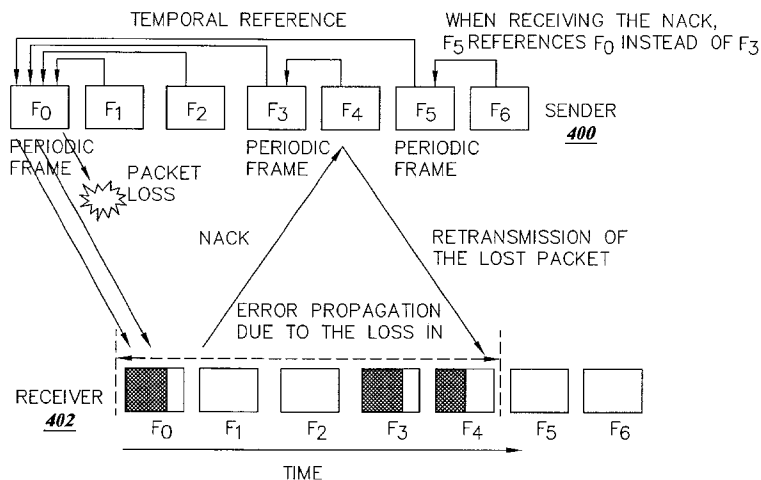 TEMPORAL REFERENCE
WHEN RECEIVING THE NACK,
F5 REFERENCES F0 INSTEAD OF F3
F0 F1 F2 F3 F4 F5 F6
SENDER
400
PERIODIC
FRAME
PERIODIC
FRAME
PERIODIC
FRAME
PACKET
LOSS
NACK
RETRANSMISSION OF
THE LOST PACKET
ERROR PROPAGATION
DUE TO THE LOSS IN
RECEIVER
402
F0 F1 F2 F3 F4 F5 F6
TIME